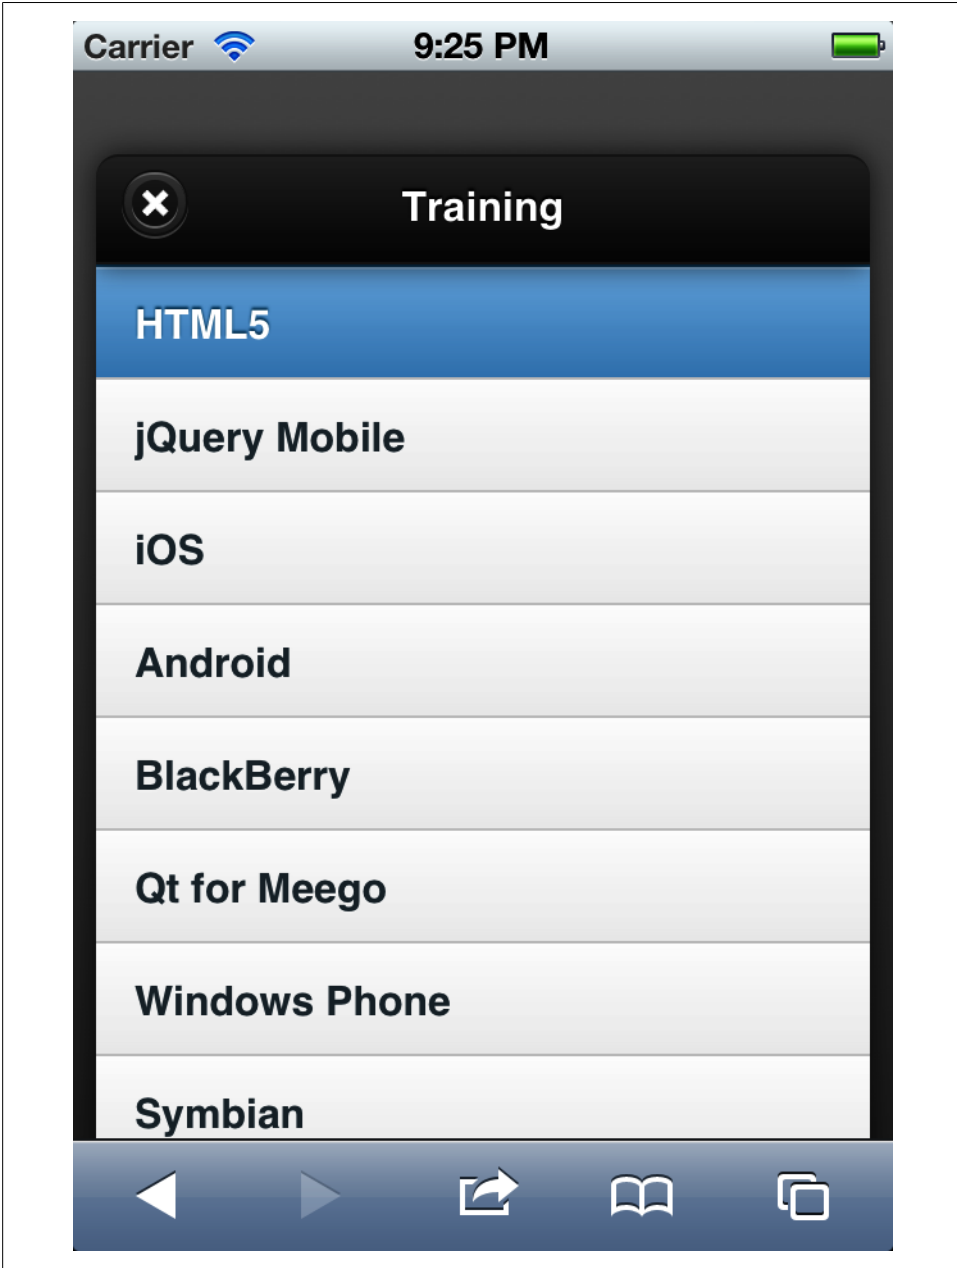 Carrier 9:25 PM
Training
HTML5
jQuery Mobile
iOS
Android
BlackBerry
Qt for Meego
Windows Phone
Symbian